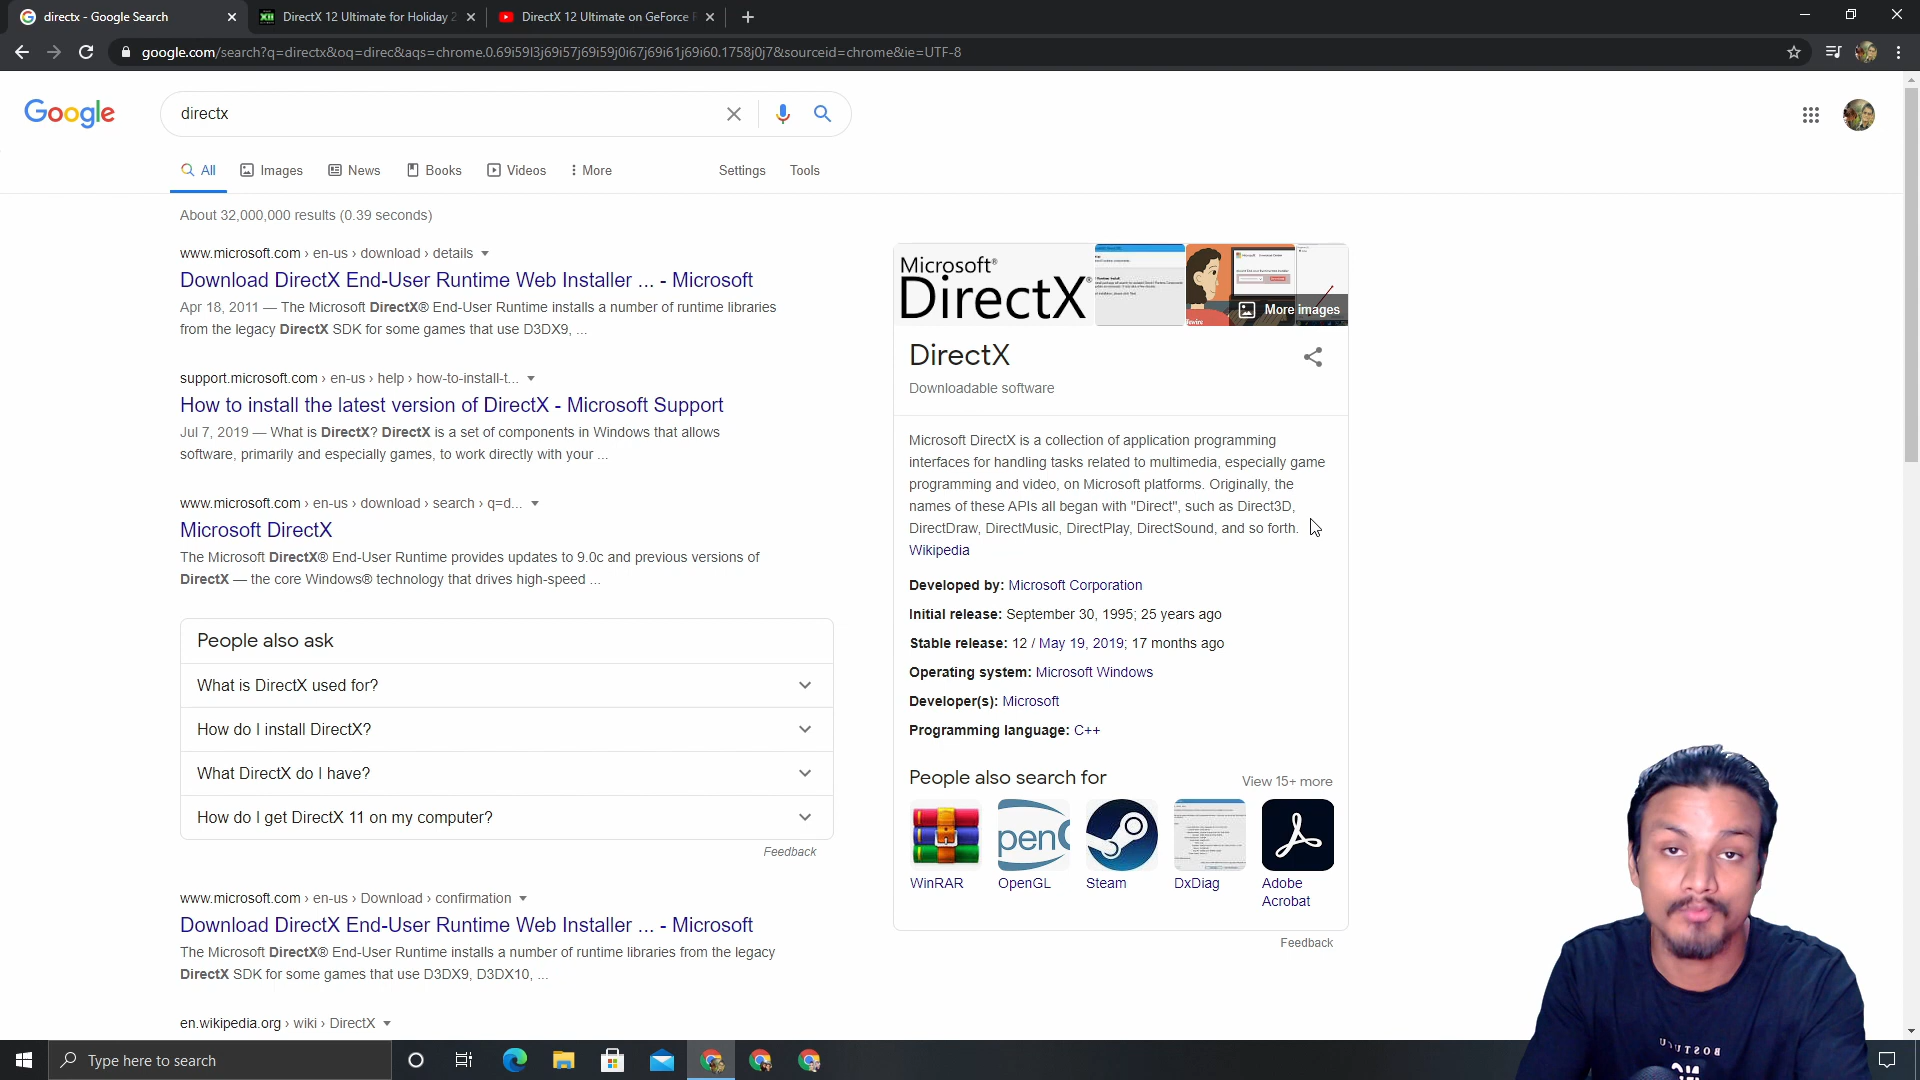 directx - Google Search
DirectX 12 Ultimate for Holiday 2
DirectX 12 Ultimate on GeForce R
google.com/search?q=directx&oq=direc&aqs=chrome.0.69i59l3j69i57j69i59j0i67j69i61j69i60.1758j0j7&sourceid=chrome&ie=UTF-8
Google
directx
All
Images
News
Books
Videos
More
Settings
Tools
About 32,000,000 results (0.39 seconds)
www.microsoft.com › en-us › download › details
Download DirectX End-User Runtime Web Installer ... - Microsoft
Apr 18, 2011 — The Microsoft DirectX® End-User Runtime installs a number of runtime libraries
from the legacy DirectX SDK for some games that use D3DX9, ...
support.microsoft.com › en-us › help › how-to-install-t...
How to install the latest version of DirectX - Microsoft Support
Jul 7, 2019 — What is DirectX? DirectX is a set of components in Windows that allows
software, primarily and especially games, to work directly with your ...
www.microsoft.com › en-us › download › search › q=d...
Microsoft DirectX
The Microsoft DirectX® End-User Runtime provides updates to 9.0c and previous versions of
DirectX — the core Windows® technology that drives high-speed ...
People also ask
What is DirectX used for?
How do I install DirectX?
What DirectX do I have?
How do I get DirectX 11 on my computer?
Feedback
www.microsoft.com › en-us › Download › confirmation
Download DirectX End-User Runtime Web Installer ... - Microsoft
The Microsoft DirectX® End-User Runtime installs a number of runtime libraries from the legacy
DirectX SDK for some games that use D3DX9, D3DX10, ...
en.wikipedia.org › wiki › DirectX
Microsoft®
DirectX®
More images
DirectX
Downloadable software
Microsoft DirectX is a collection of application programming
interfaces for handling tasks related to multimedia, especially game
programming and video, on Microsoft platforms. Originally, the
names of these APIs all began with "Direct", such as Direct3D,
DirectDraw, DirectMusic, DirectPlay, DirectSound, and so forth.
Wikipedia
Developed by: Microsoft Corporation
Initial release: September 30, 1995; 25 years ago
Stable release: 12 / May 19, 2019; 17 months ago
Operating system: Microsoft Windows
Developer(s): Microsoft
Programming language: C++
People also search for
View 15+ more
penG
WinRAR
OpenGL
Steam
DxDiag
Adobe
Acrobat
Feedback
Type here to search